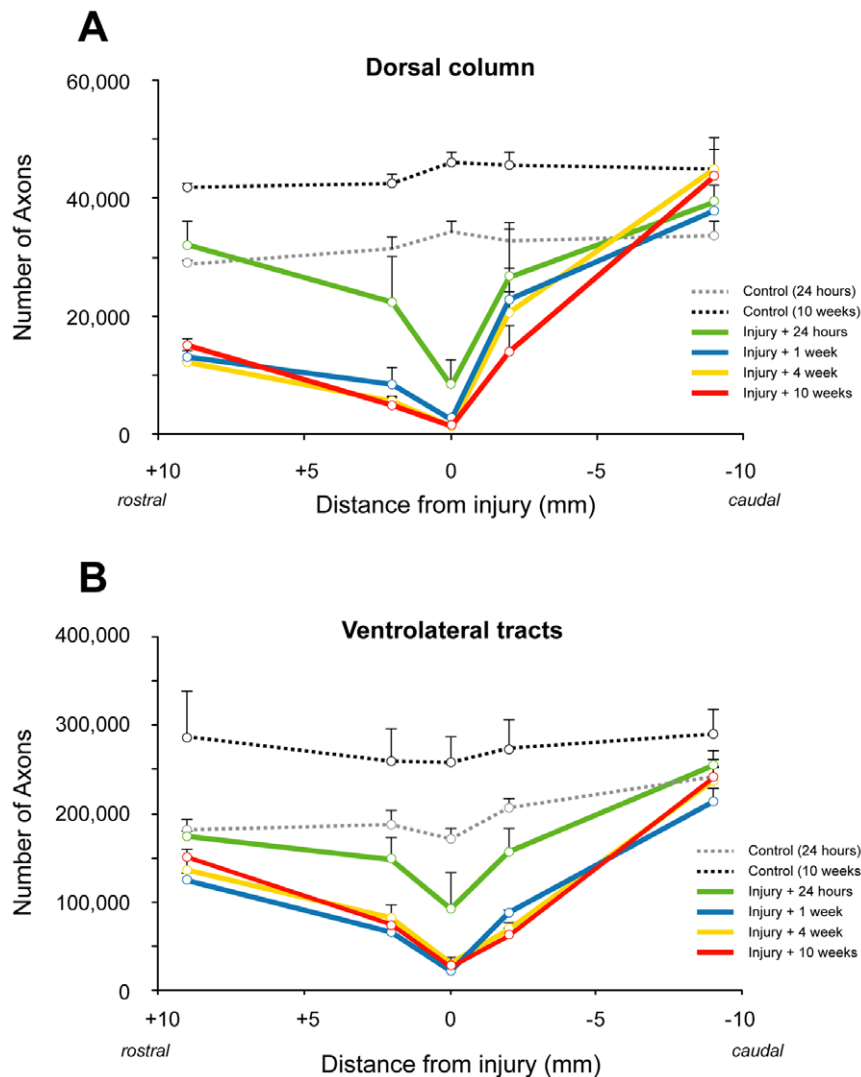 A
Dorsal column
60,000
40,000
20,000
0
Number of Axons
Control (24 hours)
Control (10 weeks)
Injury + 24 hours
Injury + 1 week
Injury + 4 week
Injury + 10 weeks
+10 +5 0 -5 -10
rostral Distance from injury (mm) caudal
B
Ventrolateral tracts
400,000
300,000
200,000
100,000
0
Number of Axons
Control (24 hours)
Control (10 weeks
Injury + 24 hours
Injury + 1 week
Injury + 4 week
Injury + 10 weeks
+10 +5 0 -5 -10
rostral Distance from injury (mm) caudal